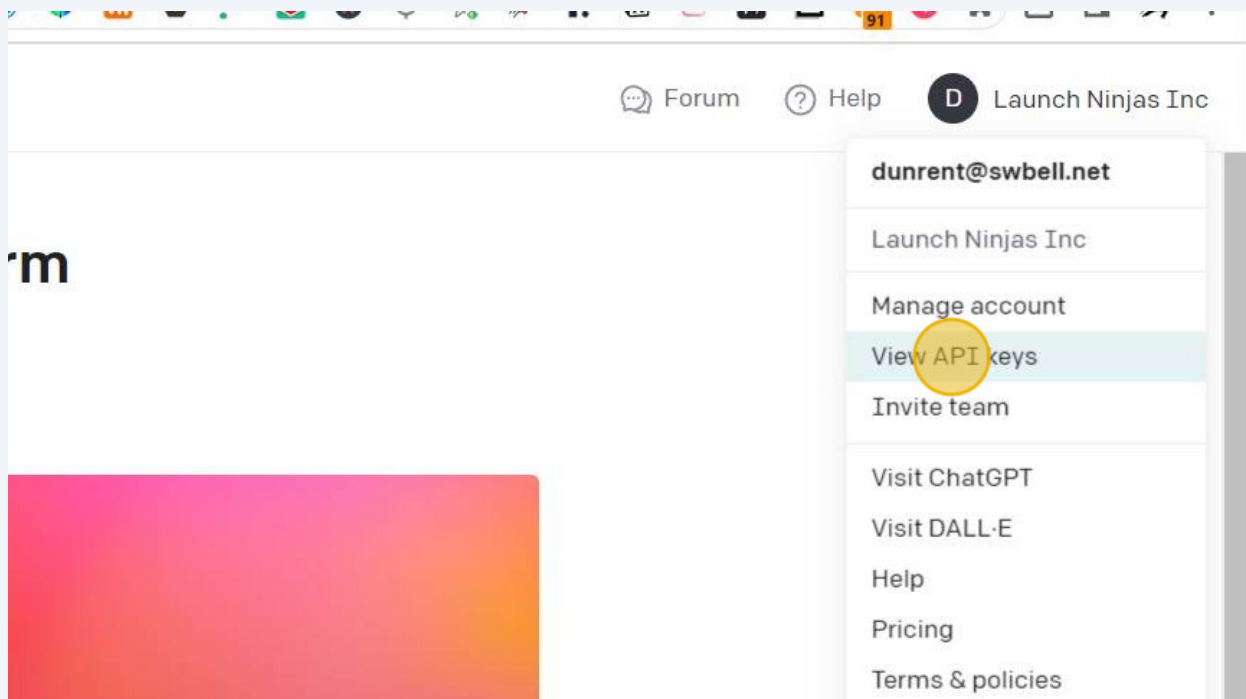 91
Forum Help D Launch Ninjas Inc
dunrent@swbell.net
Launch Ninjas Inc
rm
Manage account
View API keys
Invite team
Visit ChatGPT
Visit DALL·E
Help
Pricing
Terms & policies